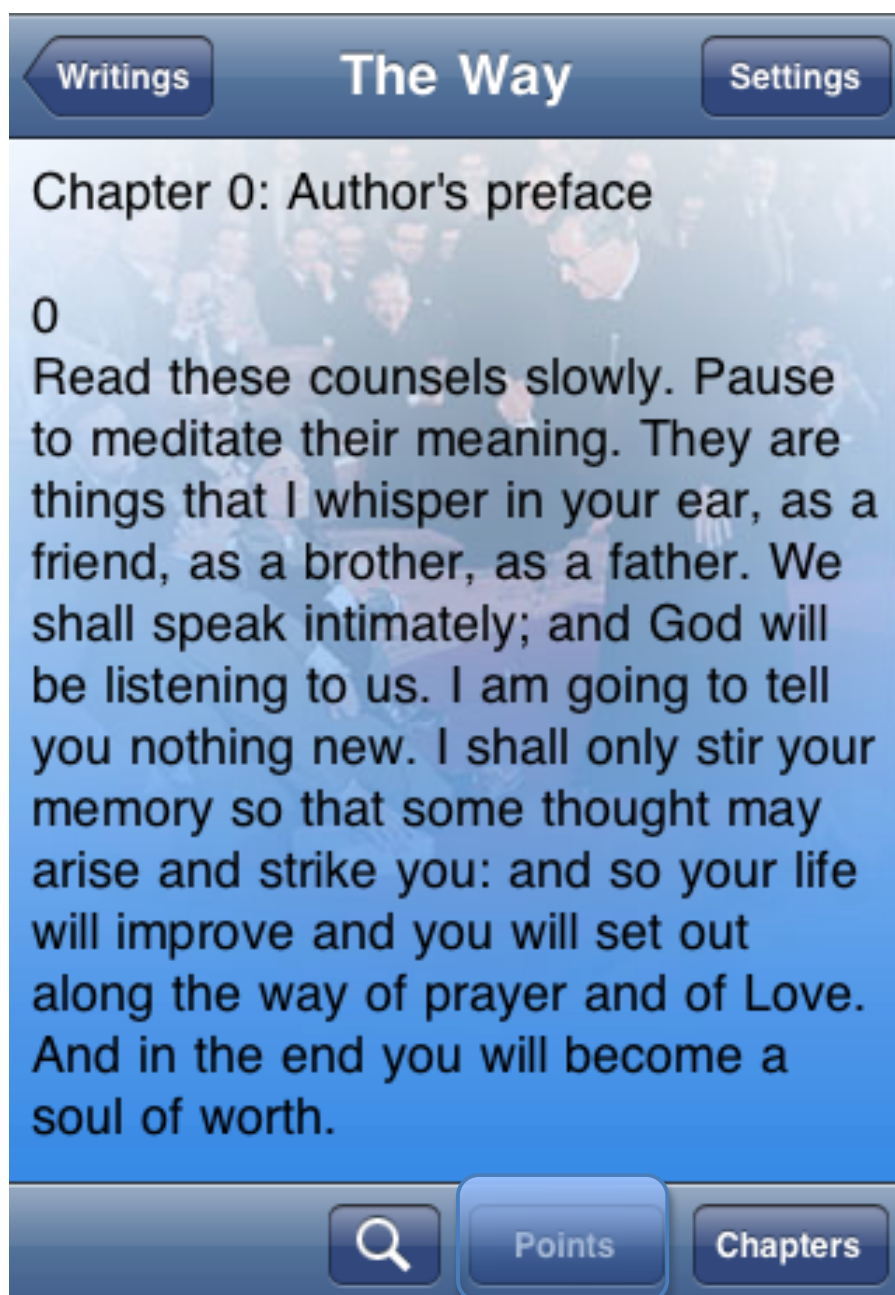 Writings The Way Settings
Chapter 0: Author's preface
0
Read these counsels slowly. Pause
to meditate their meaning. They are
things that I whisper in your ear, as a
friend, as a brother, as a father. We
shall speak intimately; and God will
be listening to us. I am going to tell
you nothing new. I shall only stir your
memory so that some thought may
arise and strike you: and so your life
will improve and you will set out
along the way of prayer and of Love.
And in the end you will become a
soul of worth.
Points Chapters